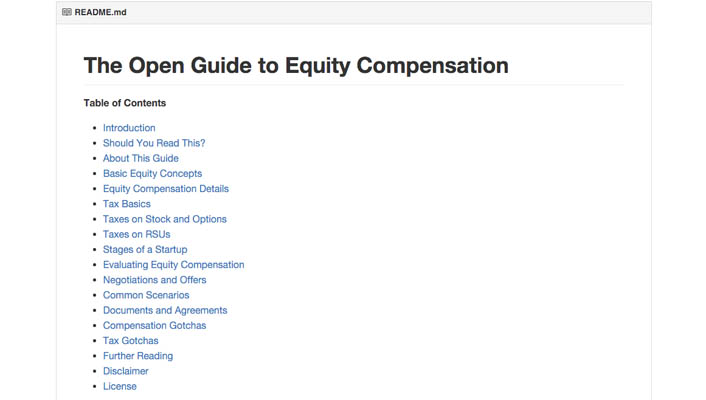 README.md
The Open Guide to Equity Compensation
Table of Contents
Introduction
Should You Read This?
About This Guide
Basic Equity Concepts
Equity Compensation Details
Tax Basics
Taxes on Stock and Options
Taxes on RSUs
Stages of a Startup
Evaluating Equity Compensation
Negotiations and Offers
Common Scenarios
Documents and Agreements
Compensation Gotchas
Tax Gotchas
Further Reading
Disclaimer
License